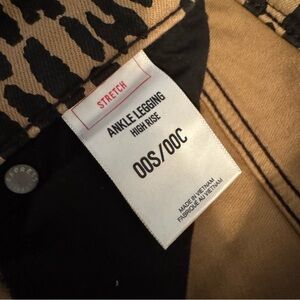 STRETCH
ANKLE LEGGING
HIGH RISE
00S/00C
MADE IN VIETNAM
FABRIQUÉ AU VIETNAM